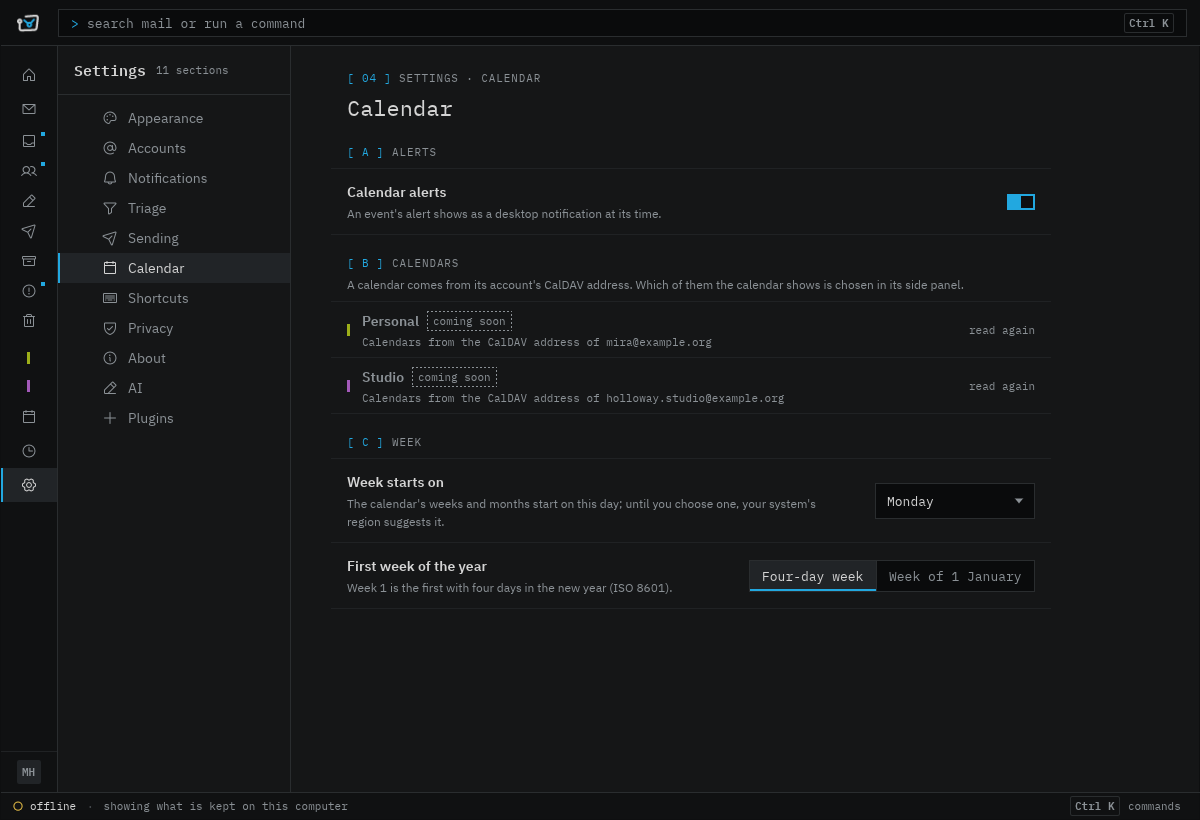 > search mail or run a command
Ctrl K
Settings 11 sections
Appearance
Accounts
Notifications
Triage
Sending
Calendar
Shortcuts
Privacy
About
AI
Plugins
[ 04 ] SETTINGS · CALENDAR
Calendar
[ A ] ALERTS
Calendar alerts
An event's alert shows as a desktop notification at its time.
[ B ] CALENDARS
A calendar comes from its account's CalDAV address. Which of them the calendar shows is chosen in its side panel.
Personal coming soon
Calendars from the CalDAV address of mira@example.org
read again
Studio coming soon
Calendars from the CalDAV address of holloway.studio@example.org
read again
[ C ] WEEK
Week starts on
The calendar's weeks and months start on this day; until you choose one, your system's
region suggests it.
Monday
First week of the year
Week 1 is the first with four days in the new year (ISO 8601).
Four-day week
Week of 1 January
MH
offline · showing what is kept on this computer
Ctrl K commands